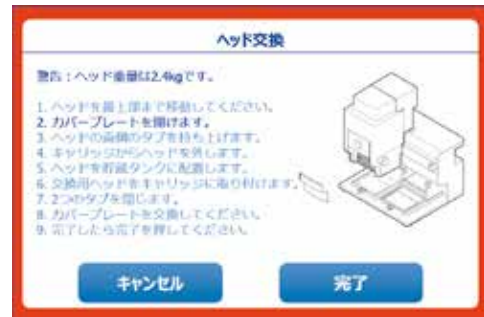 ヘッド交換
警告：ヘッド重量は2.4kgです。
1. ヘッドを最上部まで移動してください。
2. カバープレートを開けます。
3. ヘッドの両側のタブを持ち上げます。
4. キャリッジからヘッドを外します。
5. ヘッドを貯蔵タンクに配置します。
6. 交換用ヘッドをキャリッジに取り付けます。
7. 2つのタブを閉じます。
8. カバープレートを交換してください。
9. 完了したら完了を押してください。
キャンセル
完了